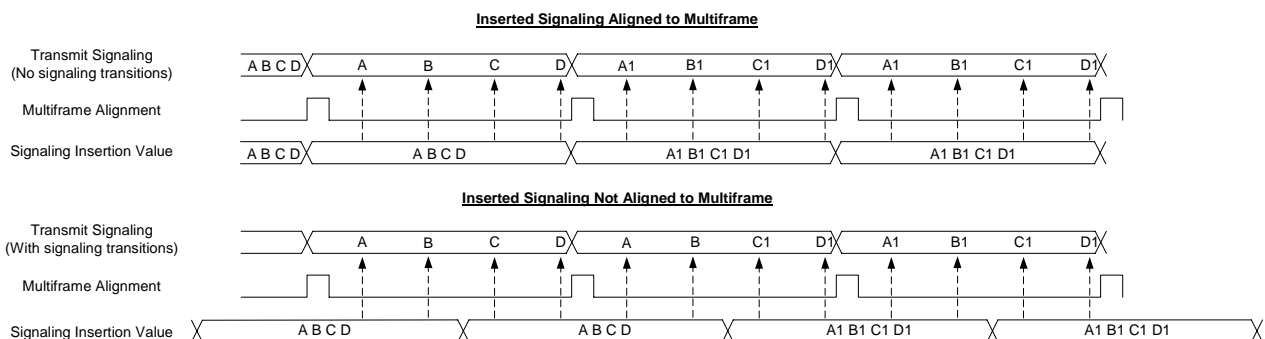 Inserted Signaling Aligned to Multiframe
Transmit Signaling
(No signaling transitions)
A B C D A B C D A1 B1 C1 D1 A1 B1 C1 D1
Multiframe Alignment
Signaling Insertion Value
A B C D A B C D A1 B1 C1 D1 A1 B1 C1 D1
Inserted Signaling Not Aligned to Multiframe
Transmit Signaling
(With signaling transitions)
A B C D A B C1 D1 A1 B1 C1 D1
Multiframe Alignment
Signaling Insertion Value
A B C D A B C D A1 B1 C1 D1 A1 B1 C1 D1